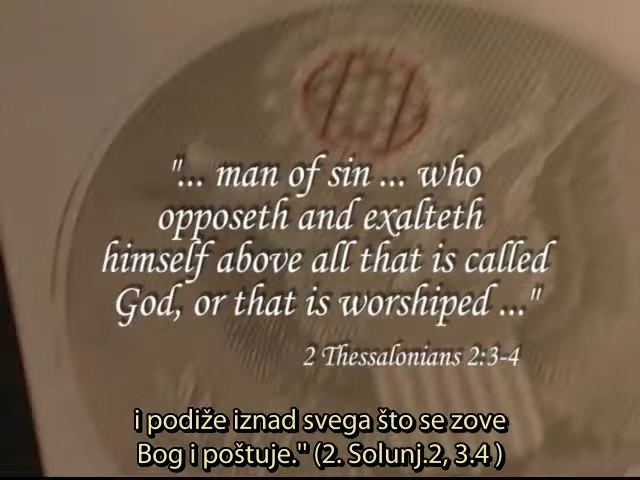 "... man of sin ... who
opposeth and exalteth
himself above all that is called
God, or that is worshiped ..."
2 Thessalonians 2:3-4
i podiže iznad svega što se zove
Bog i poštuje." (2. Solunj.2, 3.4 )